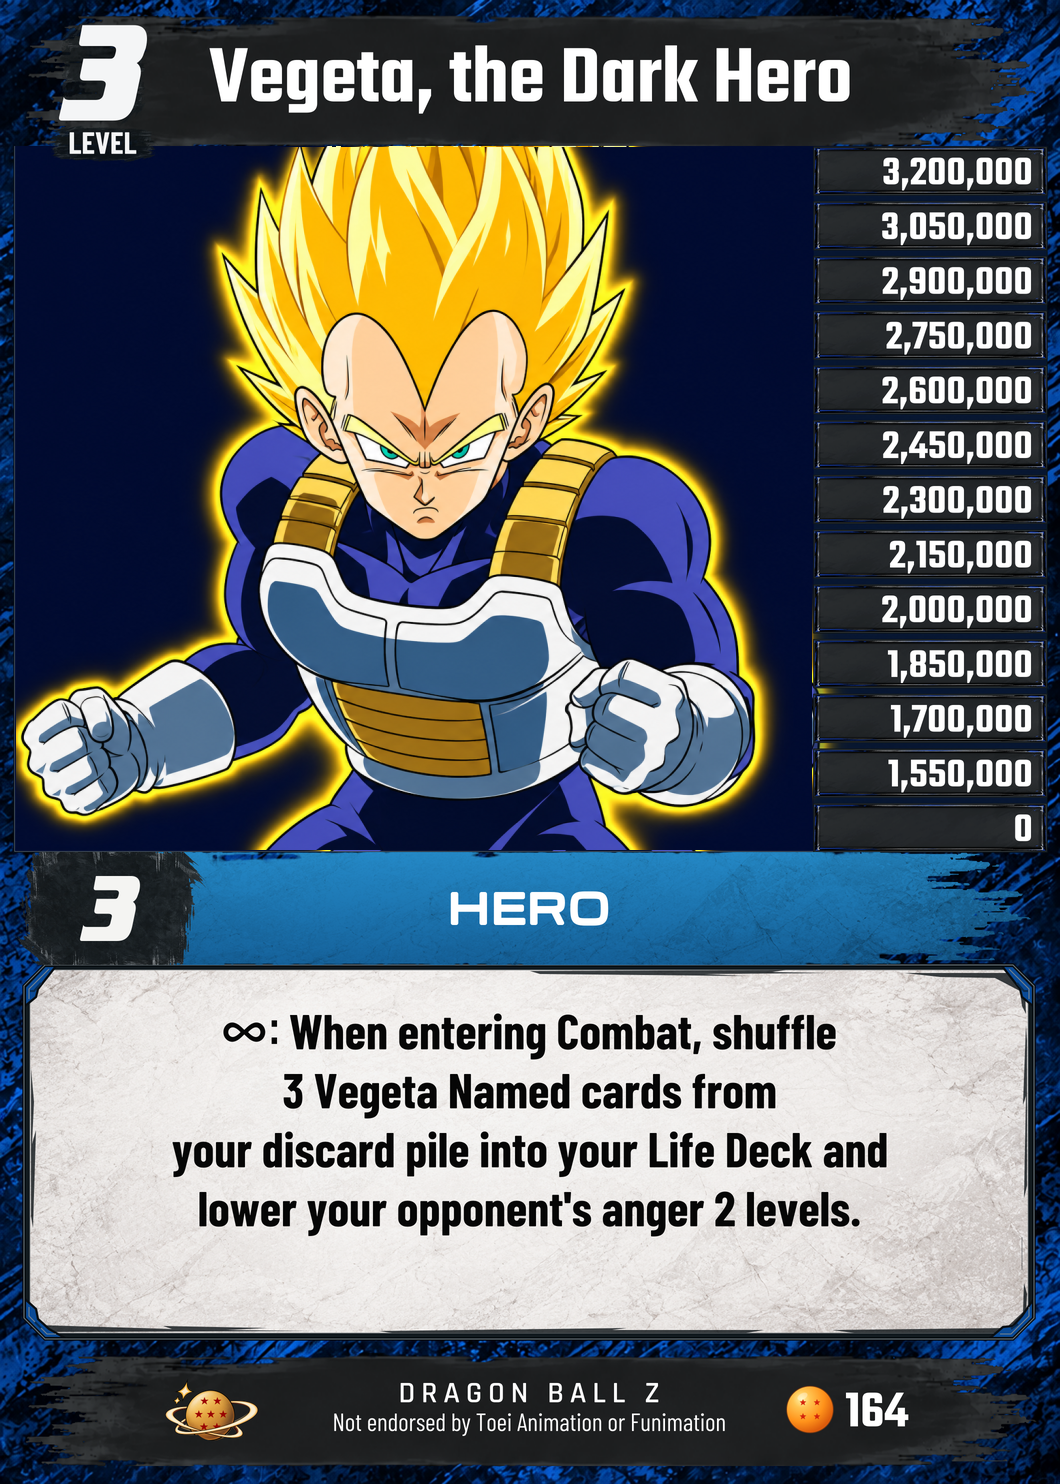 3
LEVEL
Vegeta, the Dark Hero
3,200,000
3,050,000
2,900,000
2,750,000
2,600,000
2,450,000
2,300,000
2,150,000
2,000,000
1,850,000
1,700,000
1,550,000
0
3
HERO
∞: When entering Combat, shuffle
3 Vegeta Named cards from
your discard pile into your Life Deck and
lower your opponent's anger 2 levels.
DRAGON BALL Z
Not endorsed by Toei Animation or Funimation
164